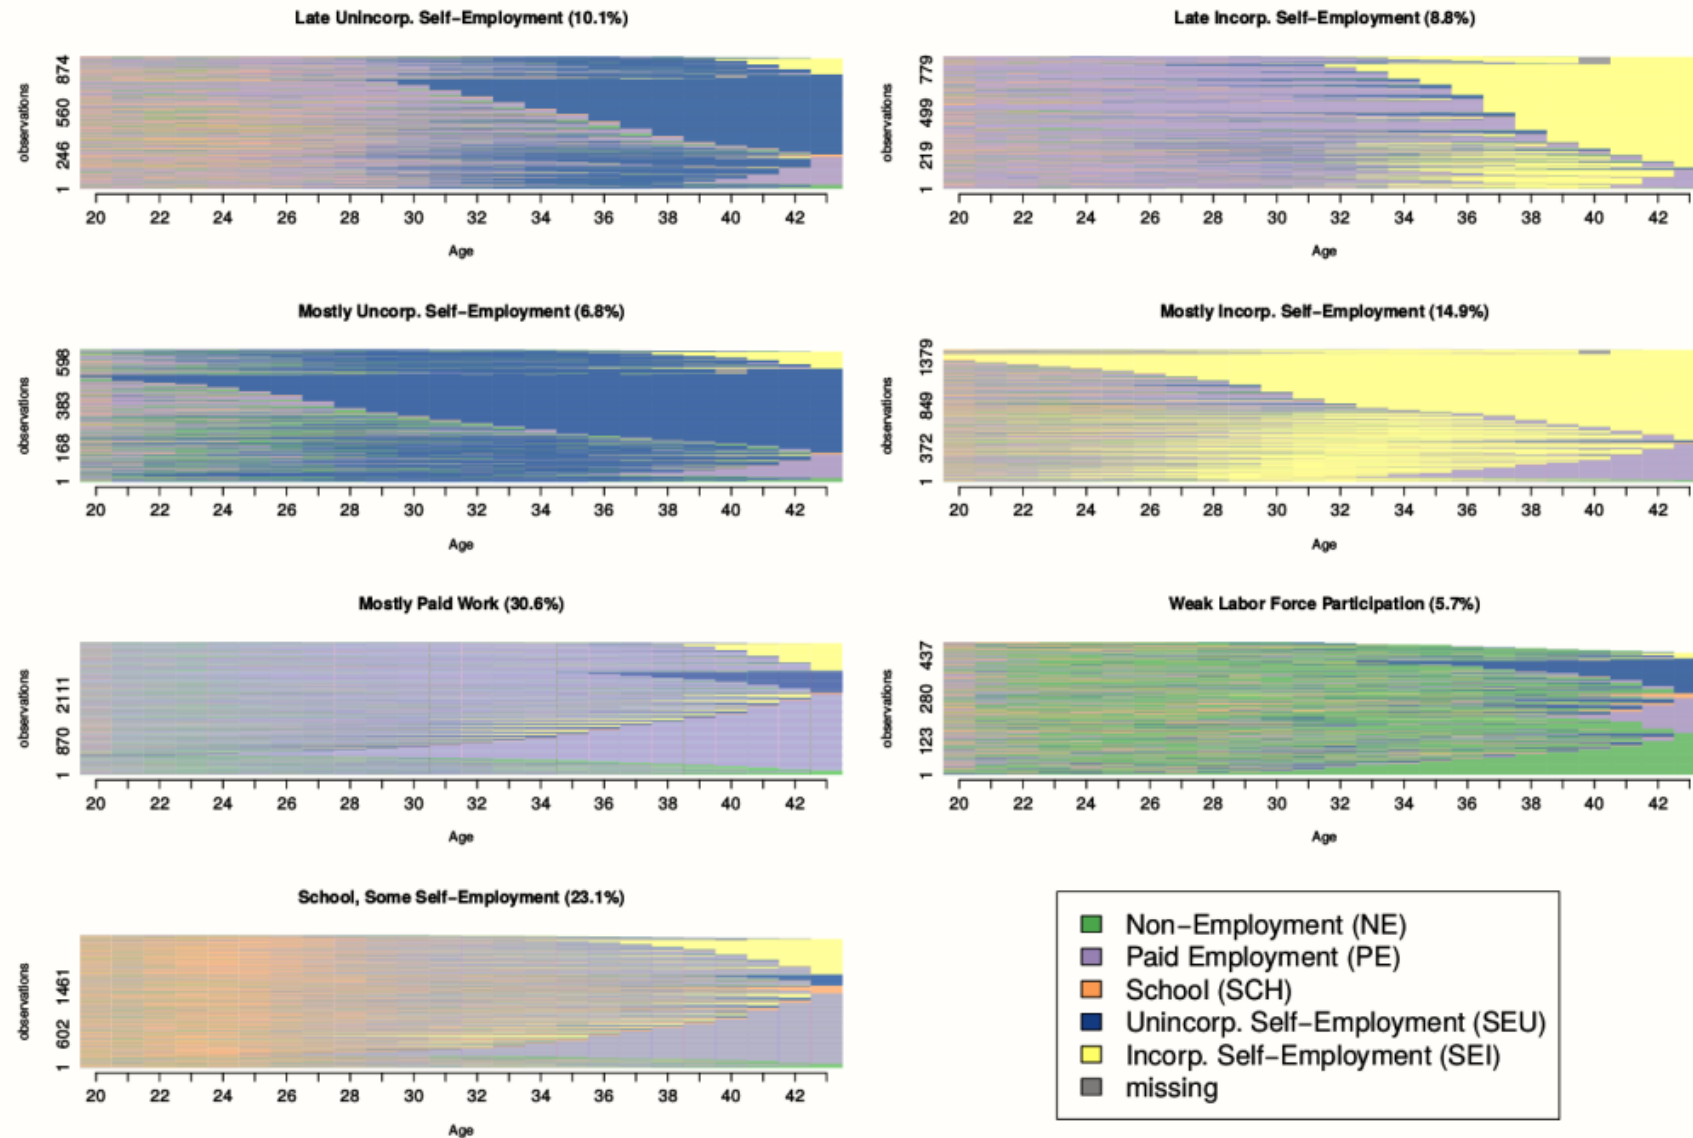 Late Unincorp. Self-Employment (10.1%)
observations
1 246 560 874
20 22 24 26 28 30 32 34 36 38 40 42
Age
Late Incorp. Self-Employment (8.8%)
observations
1 219 499 779
20 22 24 26 28 30 32 34 36 38 40 42
Age
Mostly Uncorp. Self-Employment (6.8%)
observations
1 168 383 598
20 22 24 26 28 30 32 34 36 38 40 42
Age
Mostly Incorp. Self-Employment (14.9%)
observations
1 372 849 1379
20 22 24 26 28 30 32 34 36 38 40 42
Age
Mostly Paid Work (30.6%)
observations
1 870 2111
20 22 24 26 28 30 32 34 36 38 40 42
Age
Weak Labor Force Participation (5.7%)
observations
1 123 280 437
20 22 24 26 28 30 32 34 36 38 40 42
Age
School, Some Self-Employment (23.1%)
observations
1 602 1461
20 22 24 26 28 30 32 34 36 38 40 42
Age
Non-Employment (NE)
Paid Employment (PE)
School (SCH)
Unincorp. Self-Employment (SEU)
Incorp. Self-Employment (SEI)
missing